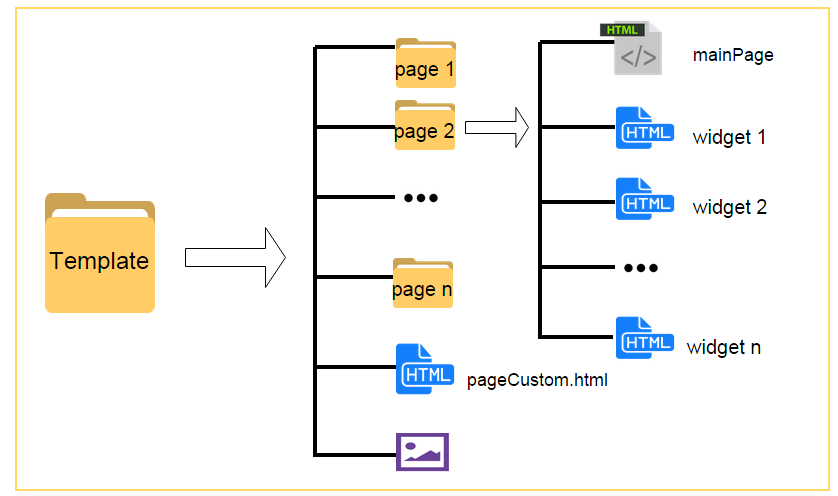 Template
page 1
page 2
page n
HTML
pageCustom.html
HTML
</>
mainPage
HTML
widget 1
HTML
widget 2
HTML
widget n